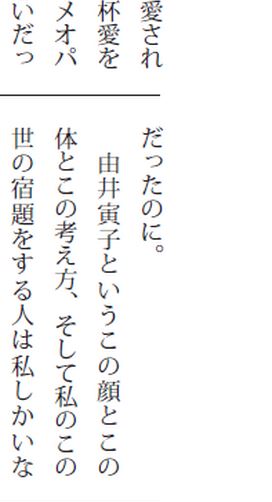 愛され
杯愛を
メオパ
いだっ
だったのに。
由井寅子というこの顔とこの
体とこの考え方、そして私のこの
世の宿題をする人は私しかいな